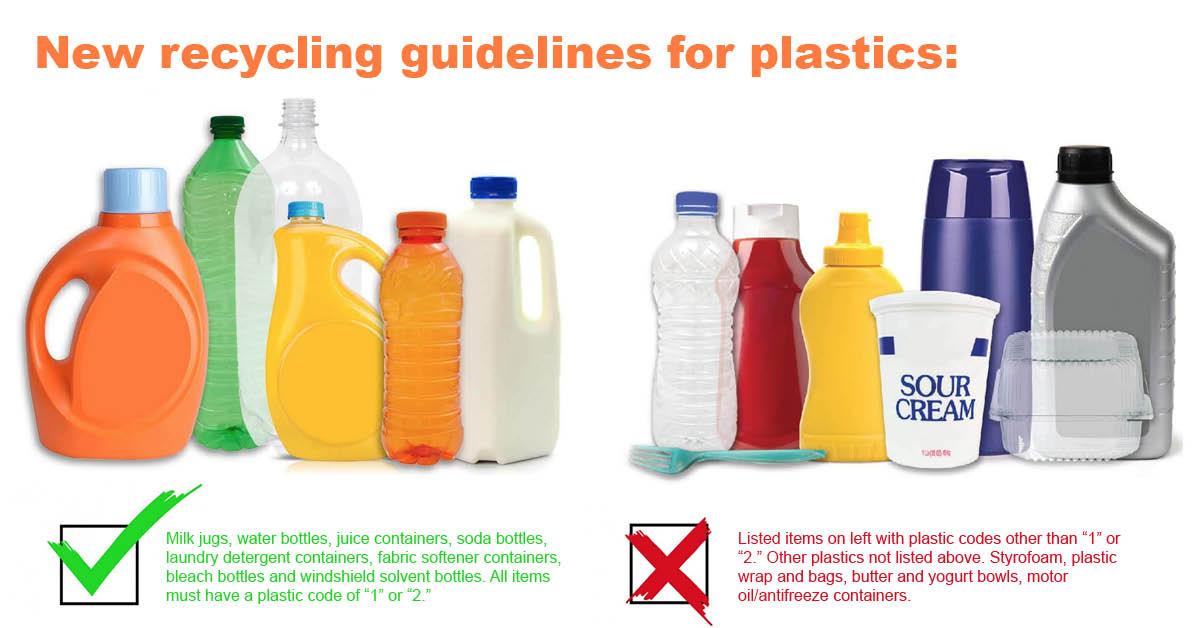 New recycling guidelines for plastics:
SOUR
CREAM
Milk jugs, water bottles, juice containers, soda bottles,
laundry detergent containers, fabric softener containers,
bleach bottles and windshield solvent bottles. All items
must have a plastic code of “1” or “2.”
Listed items on left with plastic codes other than “1” or
“2.” Other plastics not listed above. Styrofoam, plastic
wrap and bags, butter and yogurt bowls, motor
oil/antifreeze containers.